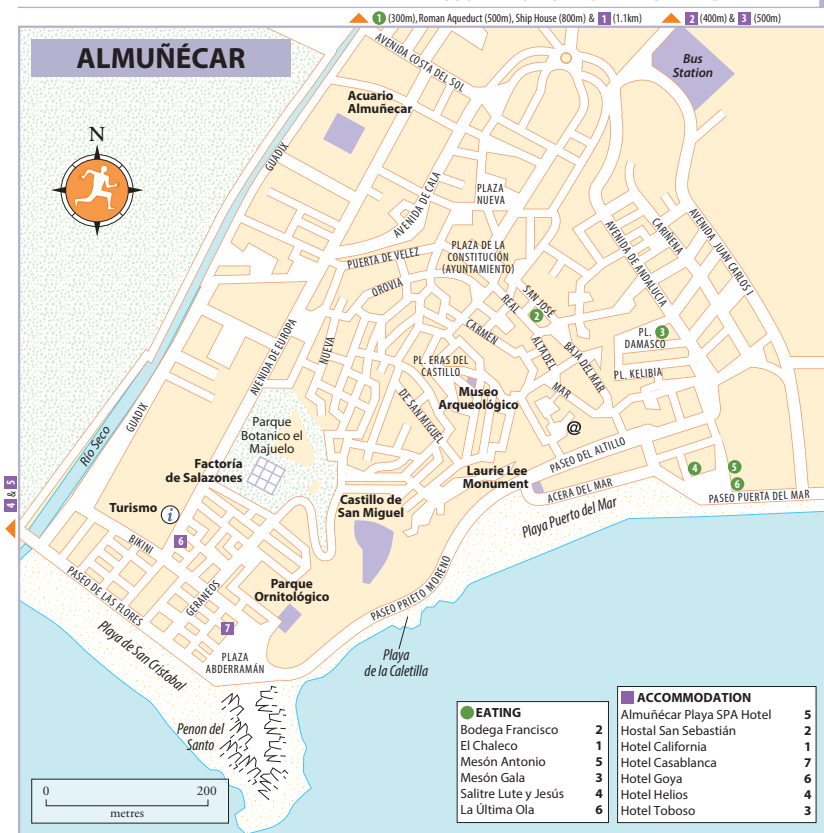 1 (300m), Roman Aqueduct (500m), Ship House (800m) & 1 (1.1km)
2 (400m) & 3 (500m)
ALMUÑÉCAR
N
AVENIDA COSTA DEL SOL
Bus
Station
Acuario
Almuñecar
GUADIX
AVENIDA DE CALA
PLAZA
NUEVA
PUERTA DE VELEZ
PLAZA DE LA
CONSTITUCIÓN
(AYUNTAMIENTO)
CARIÑENA
AVENIDA JUAN CARLOS I
AVENIDA DE ANDALUCIA
OROVIA
SAN JOSÉ
REAL
2
CARMEN
ALTADEL
MAR
BAJA DEL MAR
PL.
DAMASCO
3
PL. KELIBIA
AVENIDA DE EUROPA
NUEVA
PL. ERAS DEL
CASTILLO
Museo
Arqueológico
DE SAN MIGUEL
GUADIX
Río Seco
Parque
Botanico el
Majuelo
@
Factoría
de Salazones
PASEO DEL ALTILLO
Laurie Lee
Monument
ACERA DEL MAR
4
5
6
PASEO PUERTA DEL MAR
Playa Puerto del Mar
4 & 5
Turismo
i
Castillo de
San Miguel
BIKINI
6
PASEO DE LAS FLORES
GERANEOS
Parque
Ornitológico
PASEO PRIETO MORENO
7
Playa de San Cristobal
PLAZA
ABDERRAMÁN
Playa
de la Caletilla
Penon del
Santo
0 200
metres
EATING
Bodega Francisco 2
El Chaleco 1
Mesón Antonio 5
Mesón Gala 3
Salitre Lute y Jesús 4
La Última Ola 6
ACCOMMODATION
Almuñécar Playa SPA Hotel 5
Hostal San Sebastián 2
Hotel California 1
Hotel Casablanca 7
Hotel Goya 6
Hotel Helios 4
Hotel Toboso 3